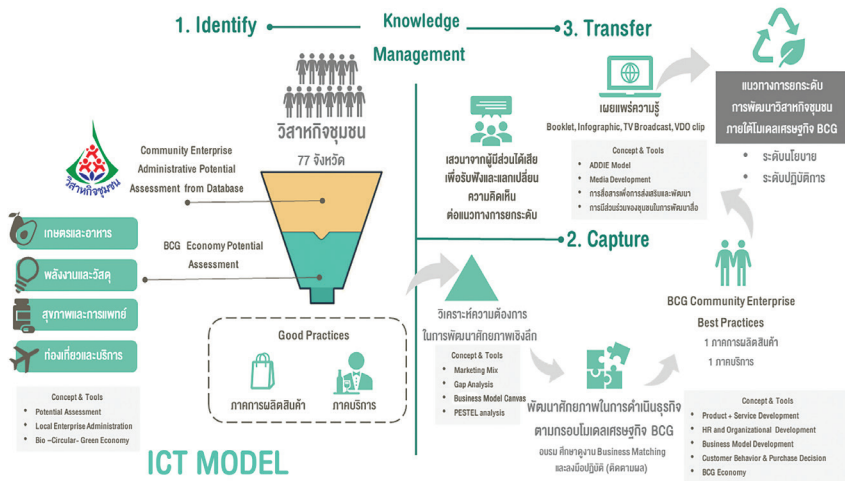 1. Identify
Knowledge
Management
3. Transfer
วิสาหกิจชุมชน
77 จังหวัด
Community Enterprise
Administrative Potential
Assessment from Database
วิสาหกิจชุมชน
BCG Economy Potential
Assessment
เกษตรและอาหาร
พลังงานและวัสดุ
สุขภาพและการแพทย์
ท่องเที่ยวและบริการ
Concept & Tools
• Potential Assessment
• Local Enterprise Administration
• Bio –Circular- Green Economy
Good Practices
ภาคการผลิตสินค้า
ภาคบริการ
ICT MODEL
เสวนาจากผู้มีส่วนได้เสีย
เพื่อรับฟังและแลกเปลี่ยน
ความคิดเห็น
ต่อแนวทางการยกระดับ
เผยแพร่ความรู้
Booklet, Infographic, TV Broadcast, VDO clip
Concept & Tools
• ADDIE Model
• Media Development
• การสื่อสารเพื่อการส่งเสริมและพัฒนา
• การมีส่วนร่วมของชุมชนในการพัฒนาสื่อ
แนวทางการยกระดับ
การพัฒนาวิสาหกิจชุมชน
ภายใต้โมเดลเศรษฐกิจ BCG
• ระดับนโยบาย
• ระดับปฏิบัติการ
2. Capture
วิเคราะห์ความต้องการ
ในการพัฒนาศักยภาพเชิงลึก
Concept & Tools
• Marketing Mix
• Gap Analysis
• Business Model Canvas
• PESTEL analysis
พัฒนาศักยภาพในการดำเนินธุรกิจ
ตามกรอบโมเดลเศรษฐกิจ BCG
อบรม ศึกษาดูงาน Business Matching
และลงมือปฏิบัติ (ติดตามผล)
BCG Community Enterprise
Best Practices
1 ภาคการผลิตสินค้า
1 ภาคบริการ
Concept & Tools
• Product + Service Development
• HR and Organizational Development
• Business Model Development
• Customer Behavior & Purchase Decision
• BCG Economy